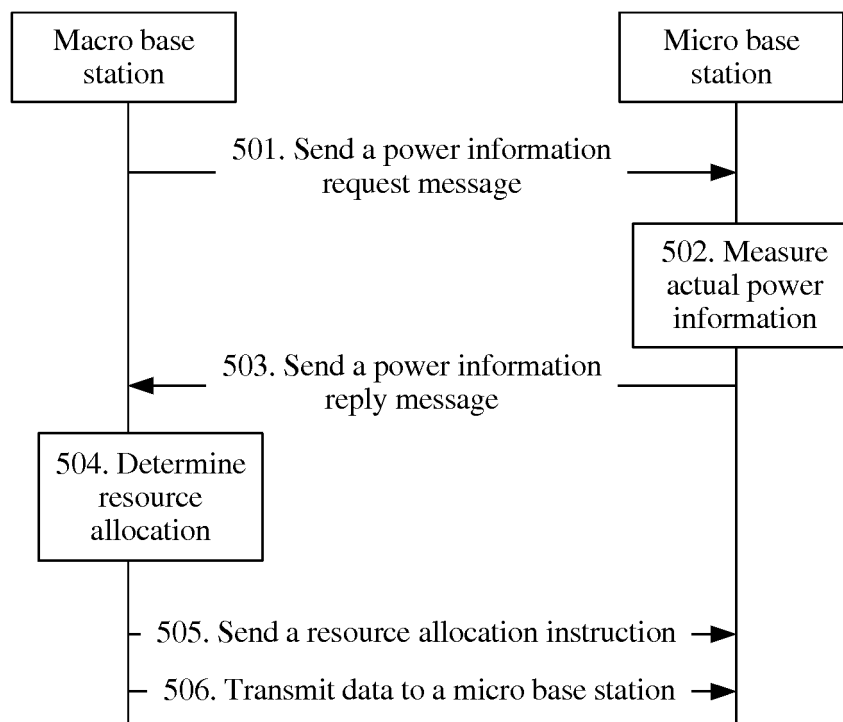 Macro base
station
Micro base
station
501. Send a power information
request message
502. Measure
actual power
information
503. Send a power information
reply message
504. Determine
resource
allocation
505. Send a resource allocation instruction
506. Transmit data to a micro base station